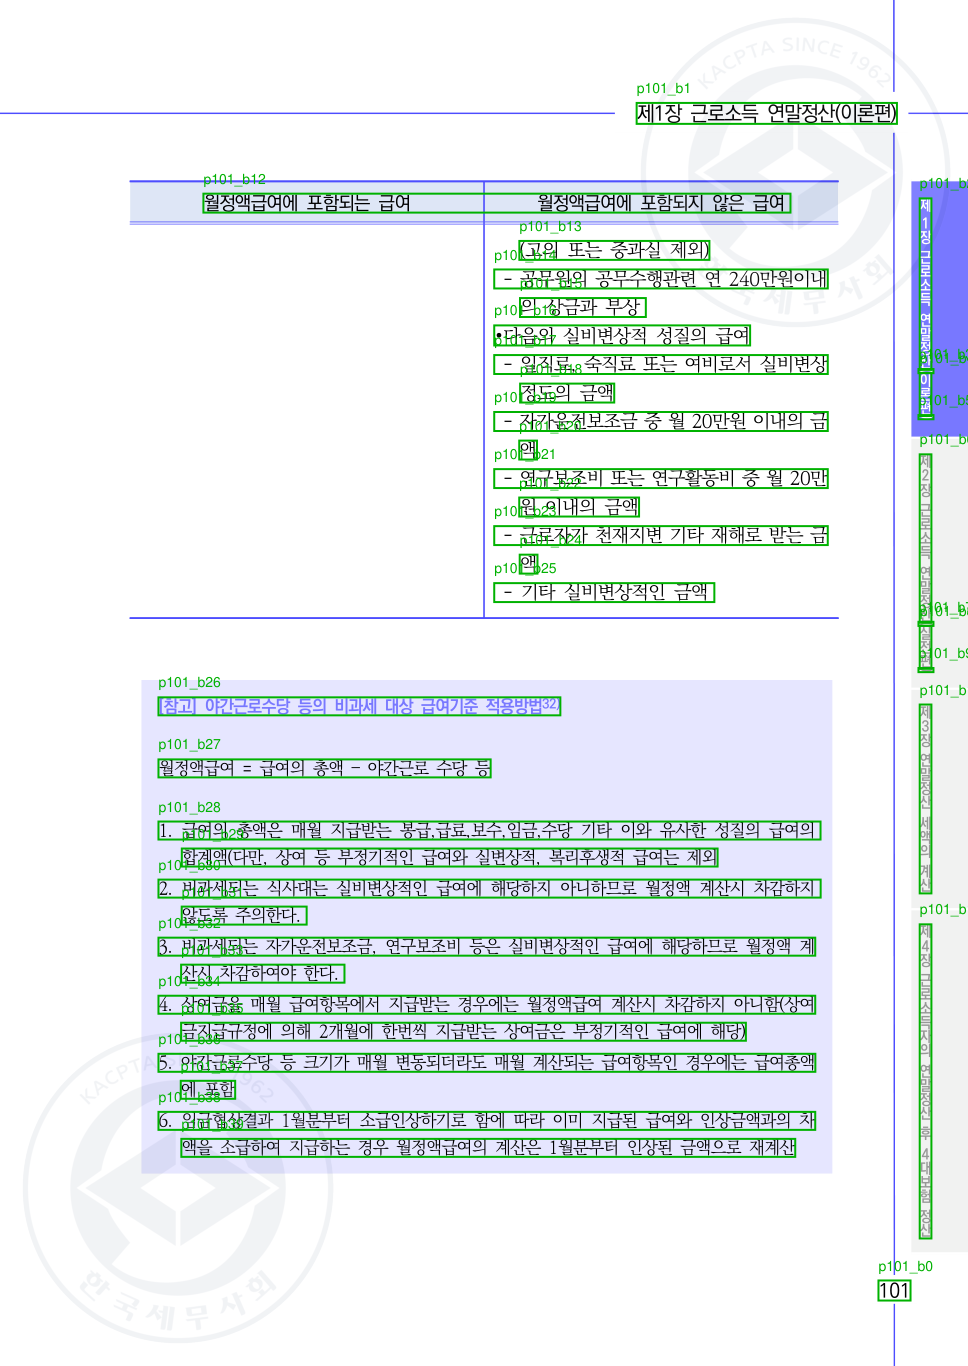 제1장 근로소득 연말정산(이론편)
월정액급여에 포함되는 급여 월정액급여에 포함되지 않은 급여
(고의 또는 중과실 제외)
- 공무원의 공무수행관련 연 240만원이내
의 상금과 부상
•다음의 실비변상적 성질의 급여
- 일직료, 숙직료 또는 여비로서 실비변상
정도의 금액
- 자가운전보조금 중 월 20만원 이내의 금
액
- 연구보조비 또는 연구활동비 중 월 20만
원 이내의 금액
- 근로자가 천재지변 기타 재해로 받는 금
액
- 기타 실비변상적인 금액
[참고] 야간근로수당 등의 비과세 대상 급여기준 적용방법32)
월정액급여 = 급여의 총액 - 야간근로 수당 등
1. 급여의 총액은 매월 지급받는 봉급,급료,보수,임금,수당 기타 이와 유사한 성질의 급여의
합계액(다만, 상여 등 부정기적인 급여와 실변상적, 복리후생적 급여는 제외
2. 비과세되는 식사대는 실비변상적인 급여에 해당하지 아니하므로 월정액 계산시 차감하지
않도록 주의한다.
3. 비과세되는 자가운전보조금, 연구보조비 등은 실비변상적인 급여에 해당하므로 월정액 계
산시 차감하여야 한다.
4. 상여금을 매월 급여항목에서 지급받는 경우에는 월정액급여 계산시 차감하지 아니함(상여
금지급규정에 의해 2개월에 한번씩 지급받는 상여금은 부정기적인 급여에 해당)
5. 야간근로수당 등 크기가 매월 변동되더라도 매월 계산되는 급여항목인 경우에는 급여총액
에 포함
6. 임금협상결과 1월분부터 소급인상하기로 함에 따라 이미 지급된 급여와 인상금액과의 차
액을 소급하여 지급하는 경우 월정액급여의 계산은 1월분부터 인상된 금액으로 재계산
제1장 근로소득 연말정산(이론편)
제2장 근로소득 연말정산(실전편)
제3장 연말정산 세액의 계산
제4장 근로소득자의 연말정산 후 4대보험 정산
101
KACPTA SINCE 1962
한국세무사회
p101_b1
p101_b12
p101_b13
p101_b21
p101_b23
p101_b25
p101_b26
p101_b27
p101_b28
p101_b0